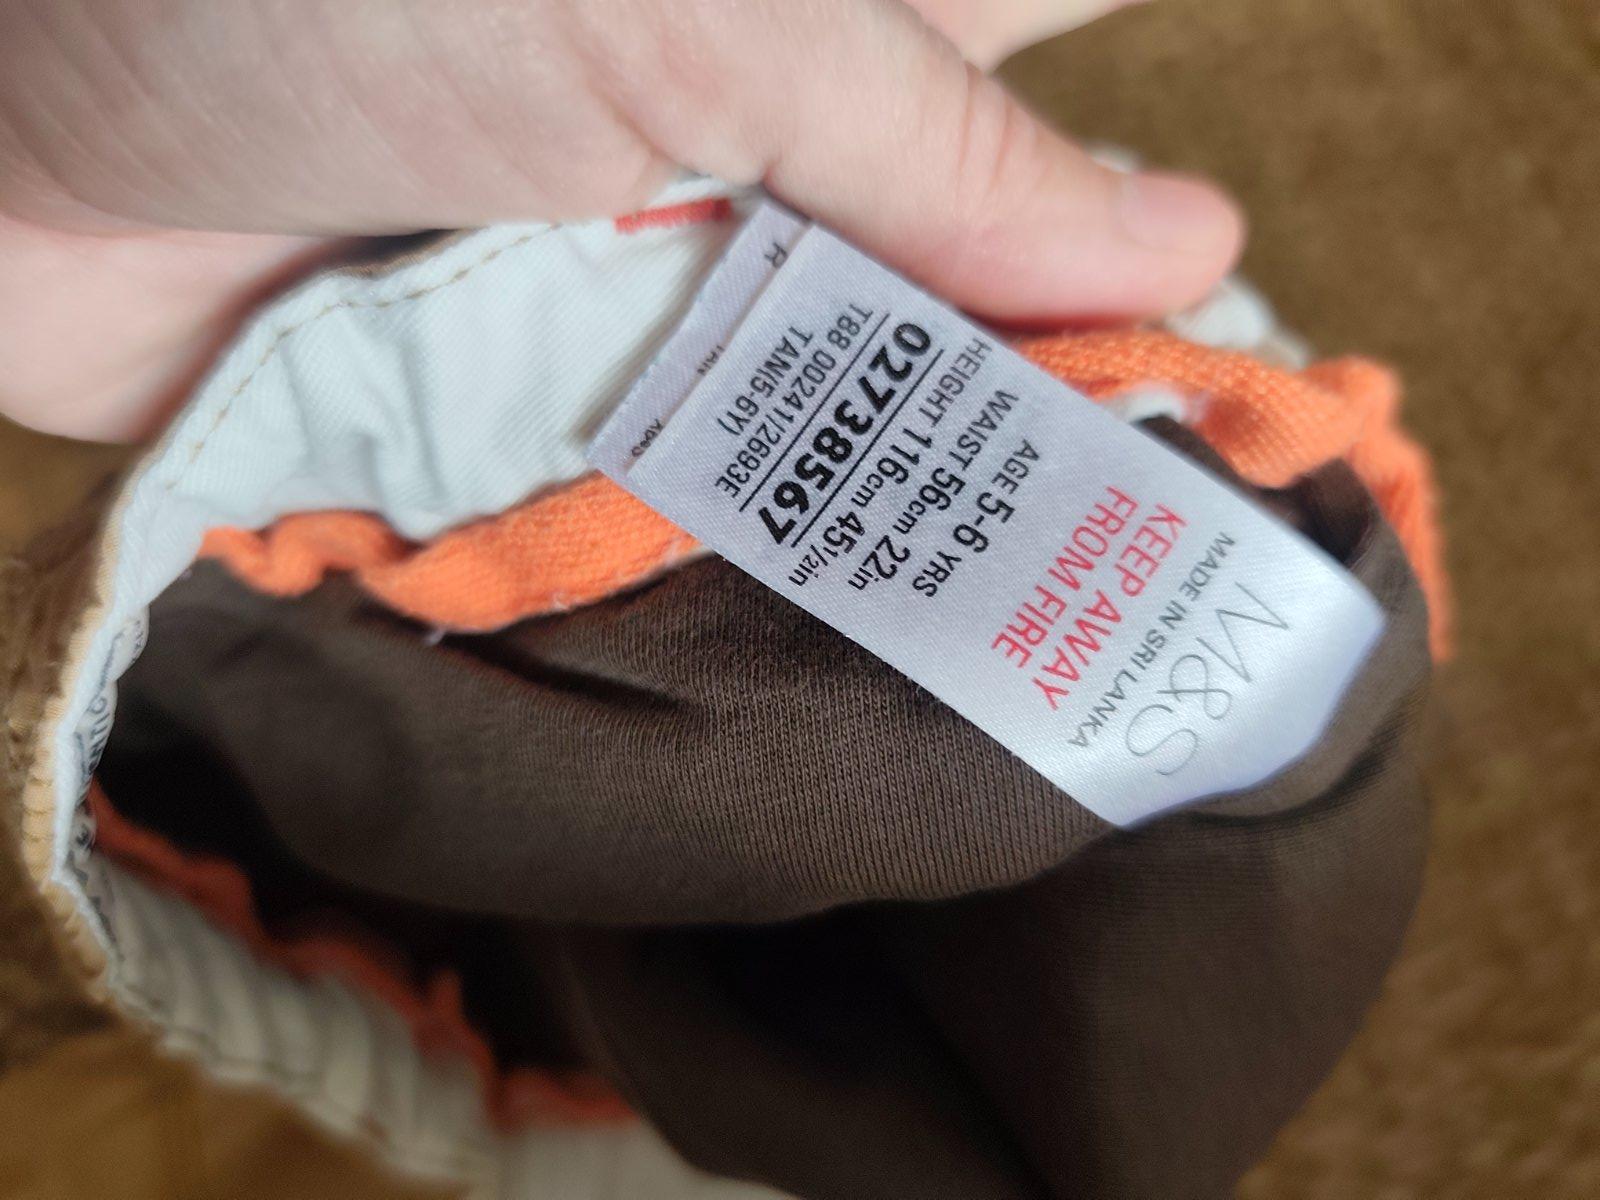 M&S
MADE IN SRI LANKA
KEEP AWAY
FROM FIRE
AGE 5-6 YRS
WAIST 56cm 22in
HEIGHT 116cm 45½in
02738567
T88 00241/2693E
TAN(5-6Y)